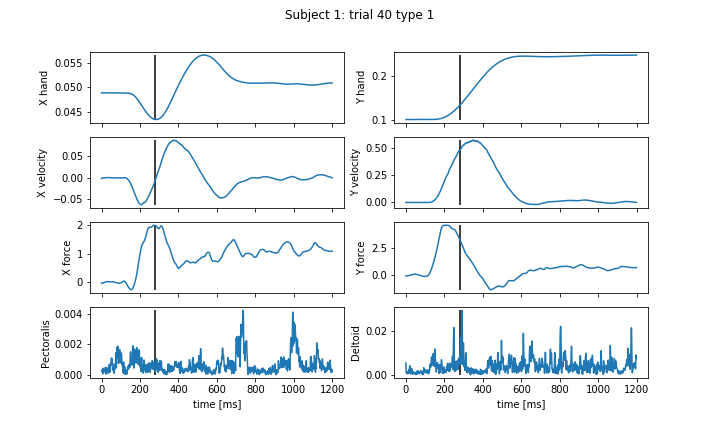 Subject 1: trial 40 type 1
0.055
0.045
X hand
0.2
0.1
Y hand
0.05
0.00
−0.05
X velocity
0.50
0.25
0.00
Y velocity
2
1
0
X force
2.5
0.0
Y force
0.004
0.002
0.000
Pectoralis
0 200 400 600 800 1000 1200
time [ms]
0.02
0.00
Deltoid
0 200 400 600 800 1000 1200
time [ms]